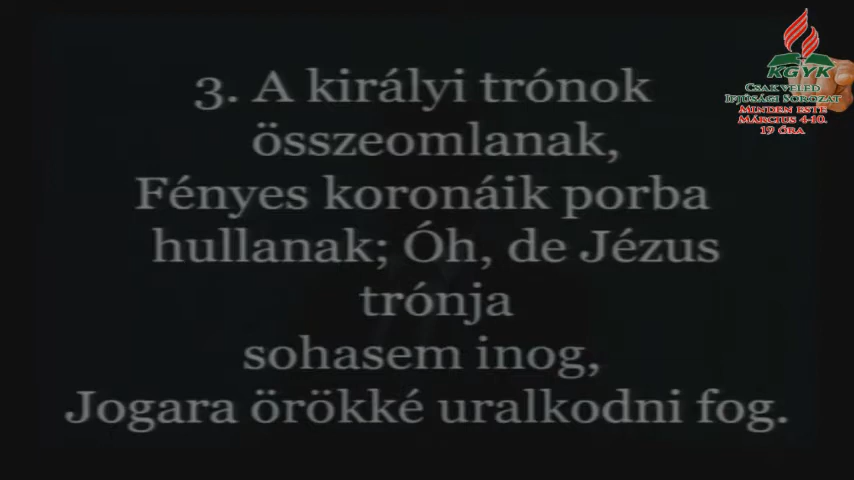 3. A királyi trónok
összeomlanak,
Fényes koronáik porba
hullanak; Óh, de Jézus
trónja
sohasem inog,
Jogara örökké uralkodni fog.
KGYK
Csak veled
Ifjúsági Sorozat
Minden este
Március 4-10.
19 óra